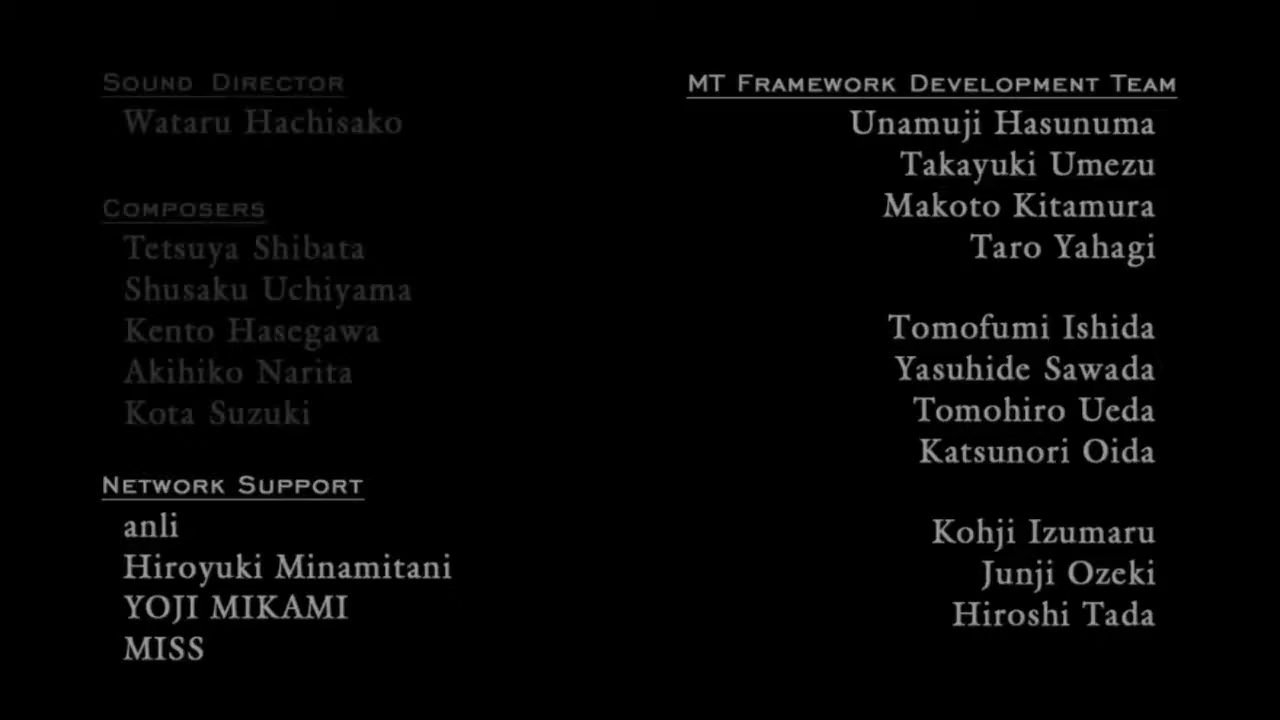 Sound Director
Wataru Hachisako
Composers
Tetsuya Shibata
Shusaku Uchiyama
Kento Hasegawa
Akihiko Narita
Kota Suzuki
Network Support
anli
Hiroyuki Minamitani
YOJI MIKAMI
MISS
MT Framework Development Team
Unamuji Hasunuma
Takayuki Umezu
Makoto Kitamura
Taro Yahagi
Tomofumi Ishida
Yasuhide Sawada
Tomohiro Ueda
Katsunori Oida
Kohji Izumaru
Junji Ozeki
Hiroshi Tada